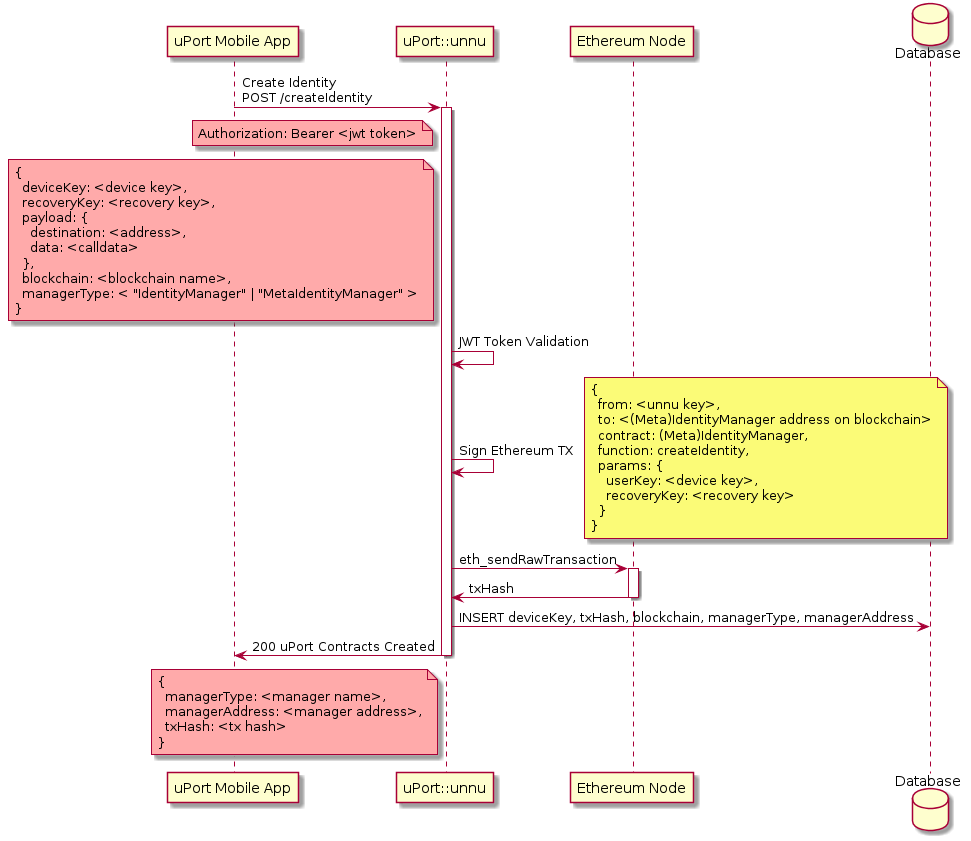 uPort Mobile App
uPort::unnu
Ethereum Node
Database
Create Identity
POST /createIdentity
Authorization: Bearer <jwt token>
{
deviceKey: <device key>,
recoveryKey: <recovery key>,
payload: {
destination: <address>,
data: <calldata>
},
blockchain: <blockchain name>,
managerType: < "IdentityManager" | "MetaIdentityManager" >
}
JWT Token Validation
{
from: <unnu key>,
to: <(Meta)IdentityManager address on blockchain>
contract: (Meta)IdentityManager,
function: createIdentity,
params: {
userKey: <device key>,
recoveryKey: <recovery key>
}
}
Sign Ethereum TX
eth_sendRawTransaction
txHash
INSERT deviceKey, txHash, blockchain, managerType, managerAddress
200 uPort Contracts Created
{
managerType: <manager name>,
managerAddress: <manager address>,
txHash: <tx hash>
}
uPort Mobile App
uPort::unnu
Ethereum Node
Database